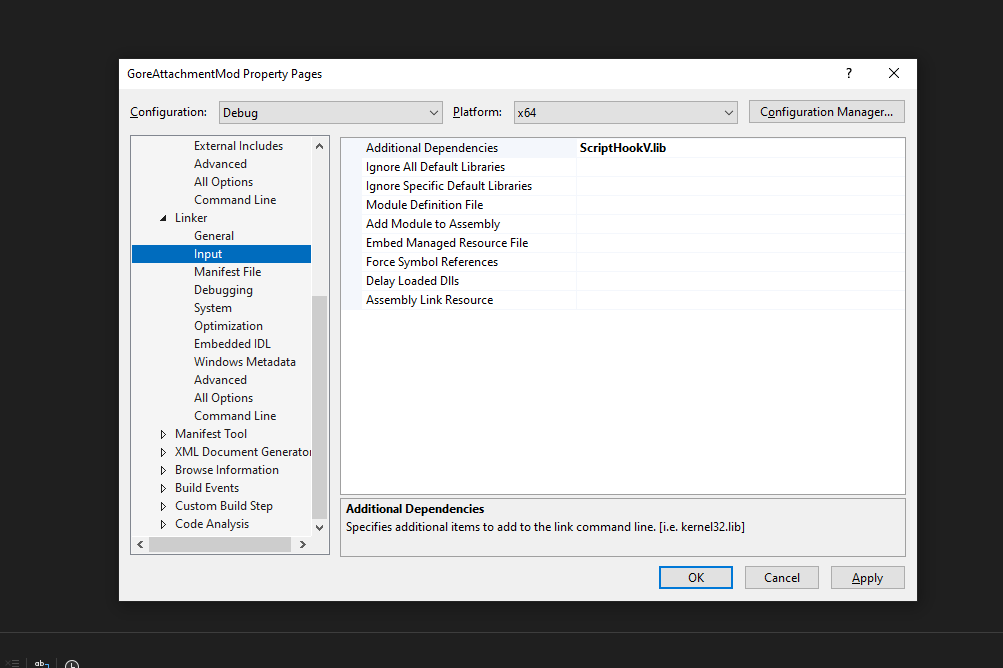 GoreAttachmentMod Property Pages ?
Configuration: Debug Platform: x64 Configuration Manager...
External Includes
Advanced
All Options
Command Line
Linker
General
Input
Manifest File
Debugging
System
Optimization
Embedded IDL
Windows Metadata
Advanced
All Options
Command Line
Manifest Tool
XML Document Generator
Browse Information
Build Events
Custom Build Step
Code Analysis
Additional Dependencies ScriptHookV.lib
Ignore All Default Libraries
Ignore Specific Default Libraries
Module Definition File
Add Module to Assembly
Embed Managed Resource File
Force Symbol References
Delay Loaded Dlls
Assembly Link Resource
Additional Dependencies
Specifies additional items to add to the link command line. [i.e. kernel32.lib]
OK Cancel Apply
ab